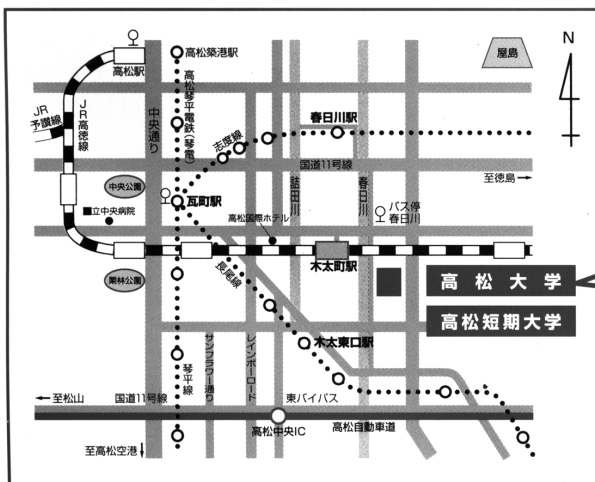 高松築港駅
屋島
N
高松駅
高松琴平電鉄(琴電)
春日川駅
JR
予讃線
JR高徳線
中央通り
志度線
国道11号線
至徳島
中央公園
詰田川
春日川
瓦町駅
バス停
春日川
■立中央病院
高松国際ホテル
木太町駅
長尾線
栗林公園
高松大学
高松短期大学
木太東口駅
琴平線
サンフラワー通り
レインボーロード
至松山
国道11号線
東バイパス
高松中央IC
高松自動車道
至高松空港